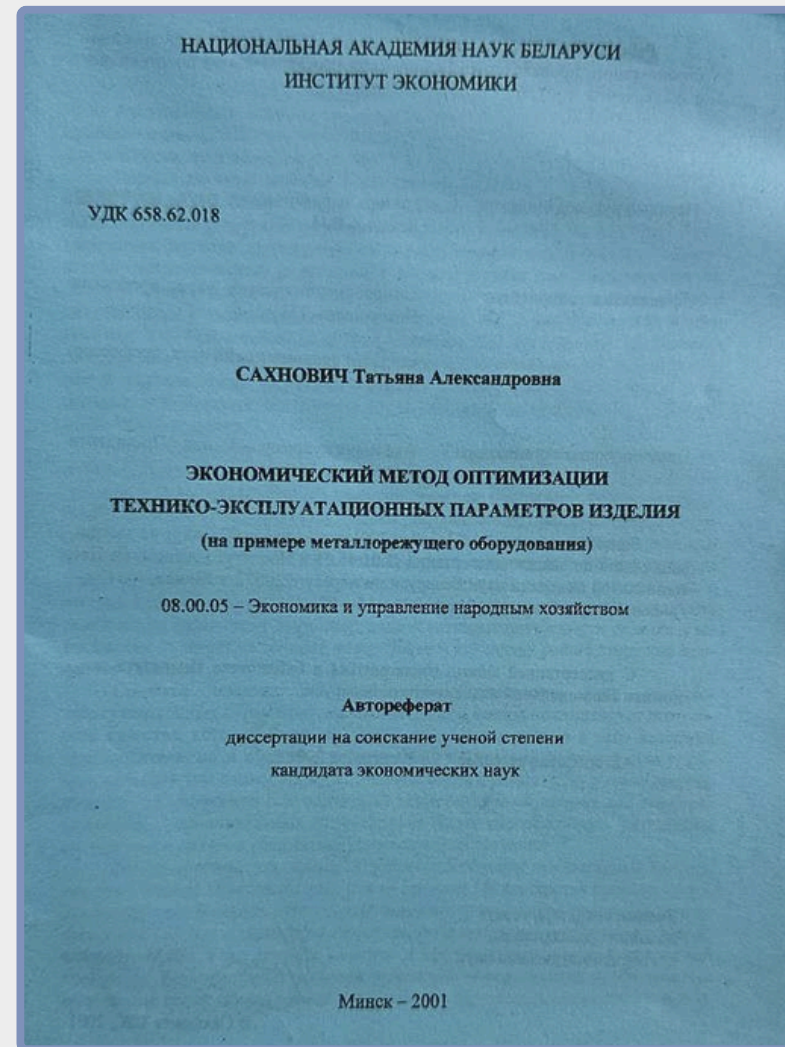 НАЦИОНАЛЬНАЯ АКАДЕМИЯ НАУК БЕЛАРУСИ
ИНСТИТУТ ЭКОНОМИКИ
УДК 658.62.018
САХНОВИЧ Татьяна Александровна
ЭКОНОМИЧЕСКИЙ МЕТОД ОПТИМИЗАЦИИ
ТЕХНИКО-ЭКСПЛУАТАЦИОННЫХ ПАРАМЕТРОВ ИЗДЕЛИЯ
(на примере металлорежущего оборудования)
08.00.05 – Экономика и управление народным хозяйством
Автореферат
диссертации на соискание ученой степени
кандидата экономических наук
Минск – 2001